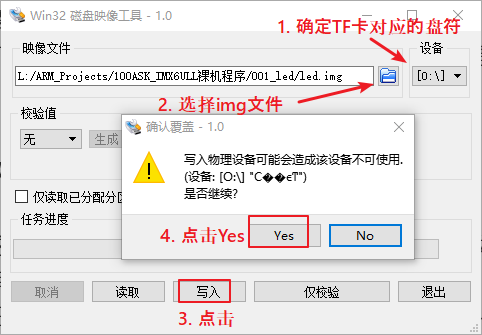 Win32 磁盘映像工具 - 1.0
1. 确定TF卡对应的盘符
映像文件
设备
L:/ARM_Projects/100ASK_IMX6ULL裸机程序/001_led/led.img
[O:\]
2. 选择img文件
校验值
无
生成
确认覆盖 - 1.0
写入物理设备可能会造成该设备不可使用.
(设备: [O:\] "C��eT")
是否继续?
仅读取已分配分区
任务进度
4. 点击Yes
Yes
No
取消
读取
写入
仅校验
退出
3. 点击